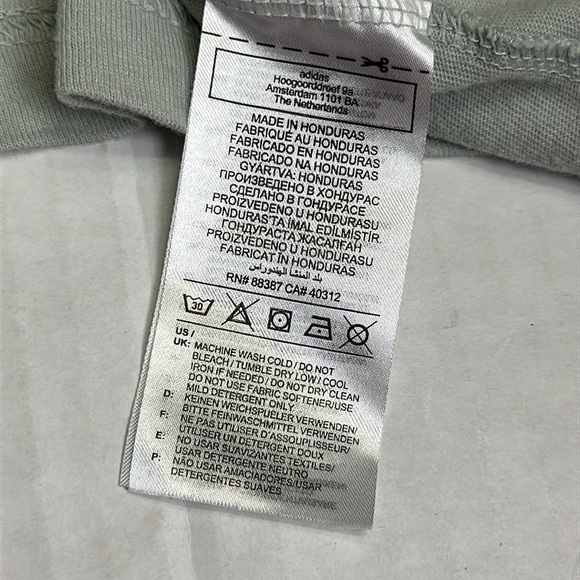 adidas
Hoogoorddreef 9a
Amsterdam 1101 BA
The Netherlands
MADE IN HONDURAS
FABRIQUÉ AU HONDURAS
FABRICADO EN HONDURAS
FABRICADO NA HONDURAS
GYÁRTVA: HONDURAS
ПРОИЗВЕДЕНО В ХОНДУРАС
СДЕЛАНО В ГОНДУРАСЕ
PROIZVEDENO U HONDURASU
HONDURASTA İMAL EDİLMİŞTİR.
ГОНДУРАСТА ЖАСАЛҒАН
PROIZVEDENO U HONDURASU
FABRICAT ÎN HONDURAS
بلد المنشأ الهندوراس
RN# 88387 CA# 40312
30
US /
UK: MACHINE WASH COLD / DO NOT
BLEACH / TUMBLE DRY LOW / COOL
IRON IF NEEDED / DO NOT DRY CLEAN
DO NOT USE FABRIC SOFTENER/USE
MILD DETERGENT ONLY
D: KEINEN WEICHSPUELER VERWENDEN/
BITTE FEINWASCHMITTEL VERWENDEN
F: NE PAS UTILISER D'ASSOUPLISSEUR/
UTILISER UN DETERGENT DOUX
E: NO USAR SUAVIZANTES TEXTILES/
USAR DETERGENTE NEUTRO
P: NÃO USAR AMACIADORES/USAR
DETERGENTES SUAVES